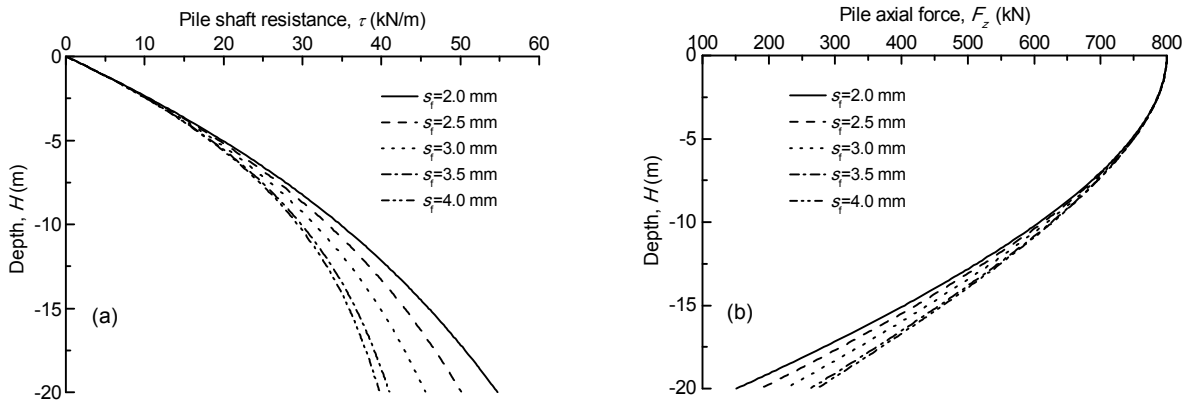 Pile shaft resistance, τ (kN/m)
0 10 20 30 40 50 60
0
-5
-10
-15
-20
Depth, H (m)
s_f=2.0 mm
s_f=2.5 mm
s_f=3.0 mm
s_f=3.5 mm
s_f=4.0 mm
(a)
Pile axial force, F_z (kN)
100 200 300 400 500 600 700 800
0
-5
-10
-15
-20
Depth, H (m)
s_f=2.0 mm
s_f=2.5 mm
s_f=3.0 mm
s_f=3.5 mm
s_f=4.0 mm
(b)